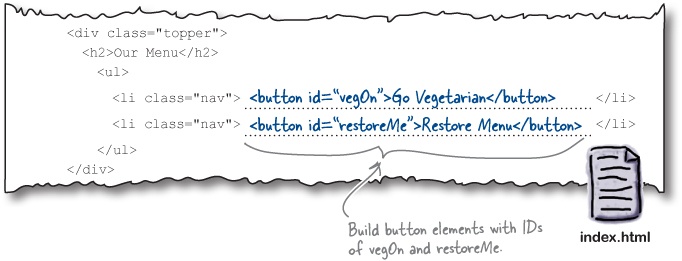 <div class="topper">
<h2>Our Menu</h2>
<ul>
<li class="nav"> <button id="vegOn">Go Vegetarian</button> </li>
<li class="nav"> <button id="restoreMe">Restore Menu</button> </li>
</ul>
</div>
Build button elements with IDs
of vegOn and restoreMe.
index.html